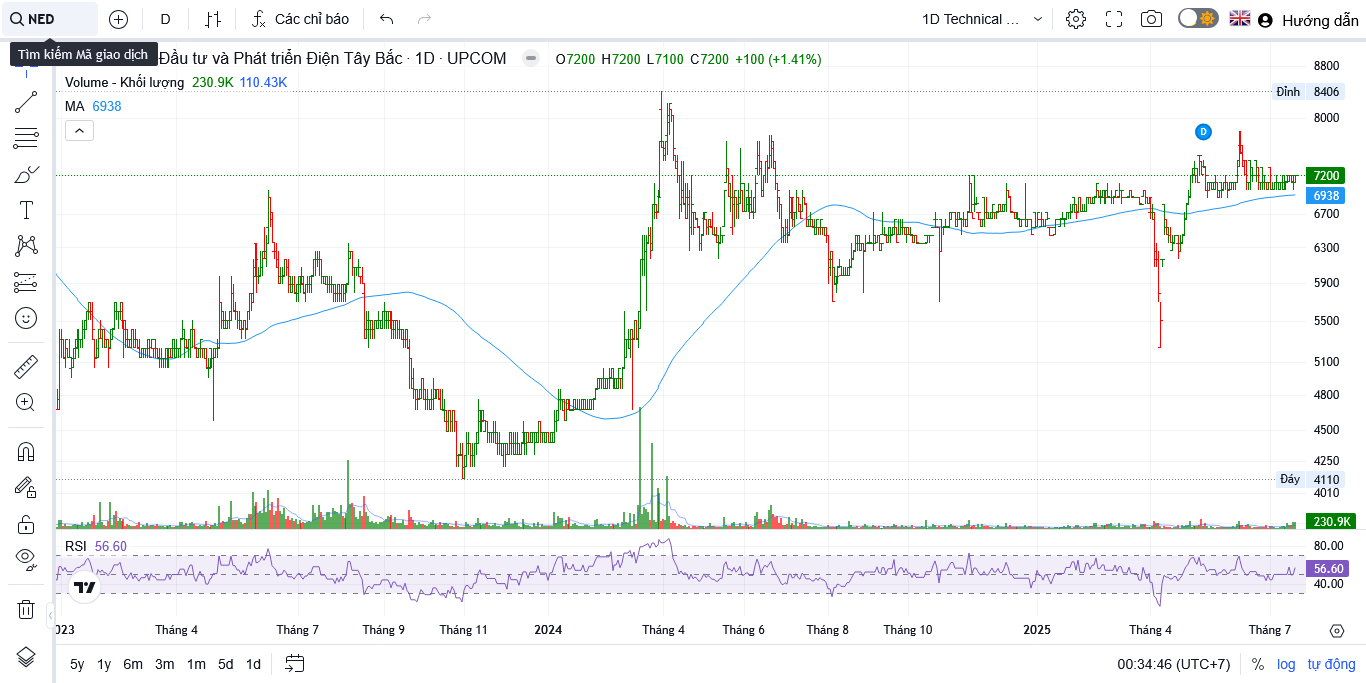 NED
D
Các chỉ báo
1D Technical ...
Hướng dẫn
Tìm kiếm Mã giao dịch
Đầu tư và Phát triển Điện Tây Bắc · 1D · UPCOM
O7200 H7200 L7100 C7200 +100 (+1.41%)
Volume - Khối lượng 230.9K 110.43K
MA 6938
8800
Đỉnh 8406
8000
D
7200
6938
6700
6300
5900
5500
5100
4800
4500
4250
Đáy 4110
4010
230.9K
RSI 56.60
80.00
56.60
40.00
023 Tháng 4 Tháng 7 Tháng 9 Tháng 11 2024 Tháng 4 Tháng 6 Tháng 8 Tháng 10 2025 Tháng 4 Tháng 7
5y 1y 6m 3m 1m 5d 1d
00:34:46 (UTC+7) % log tự động